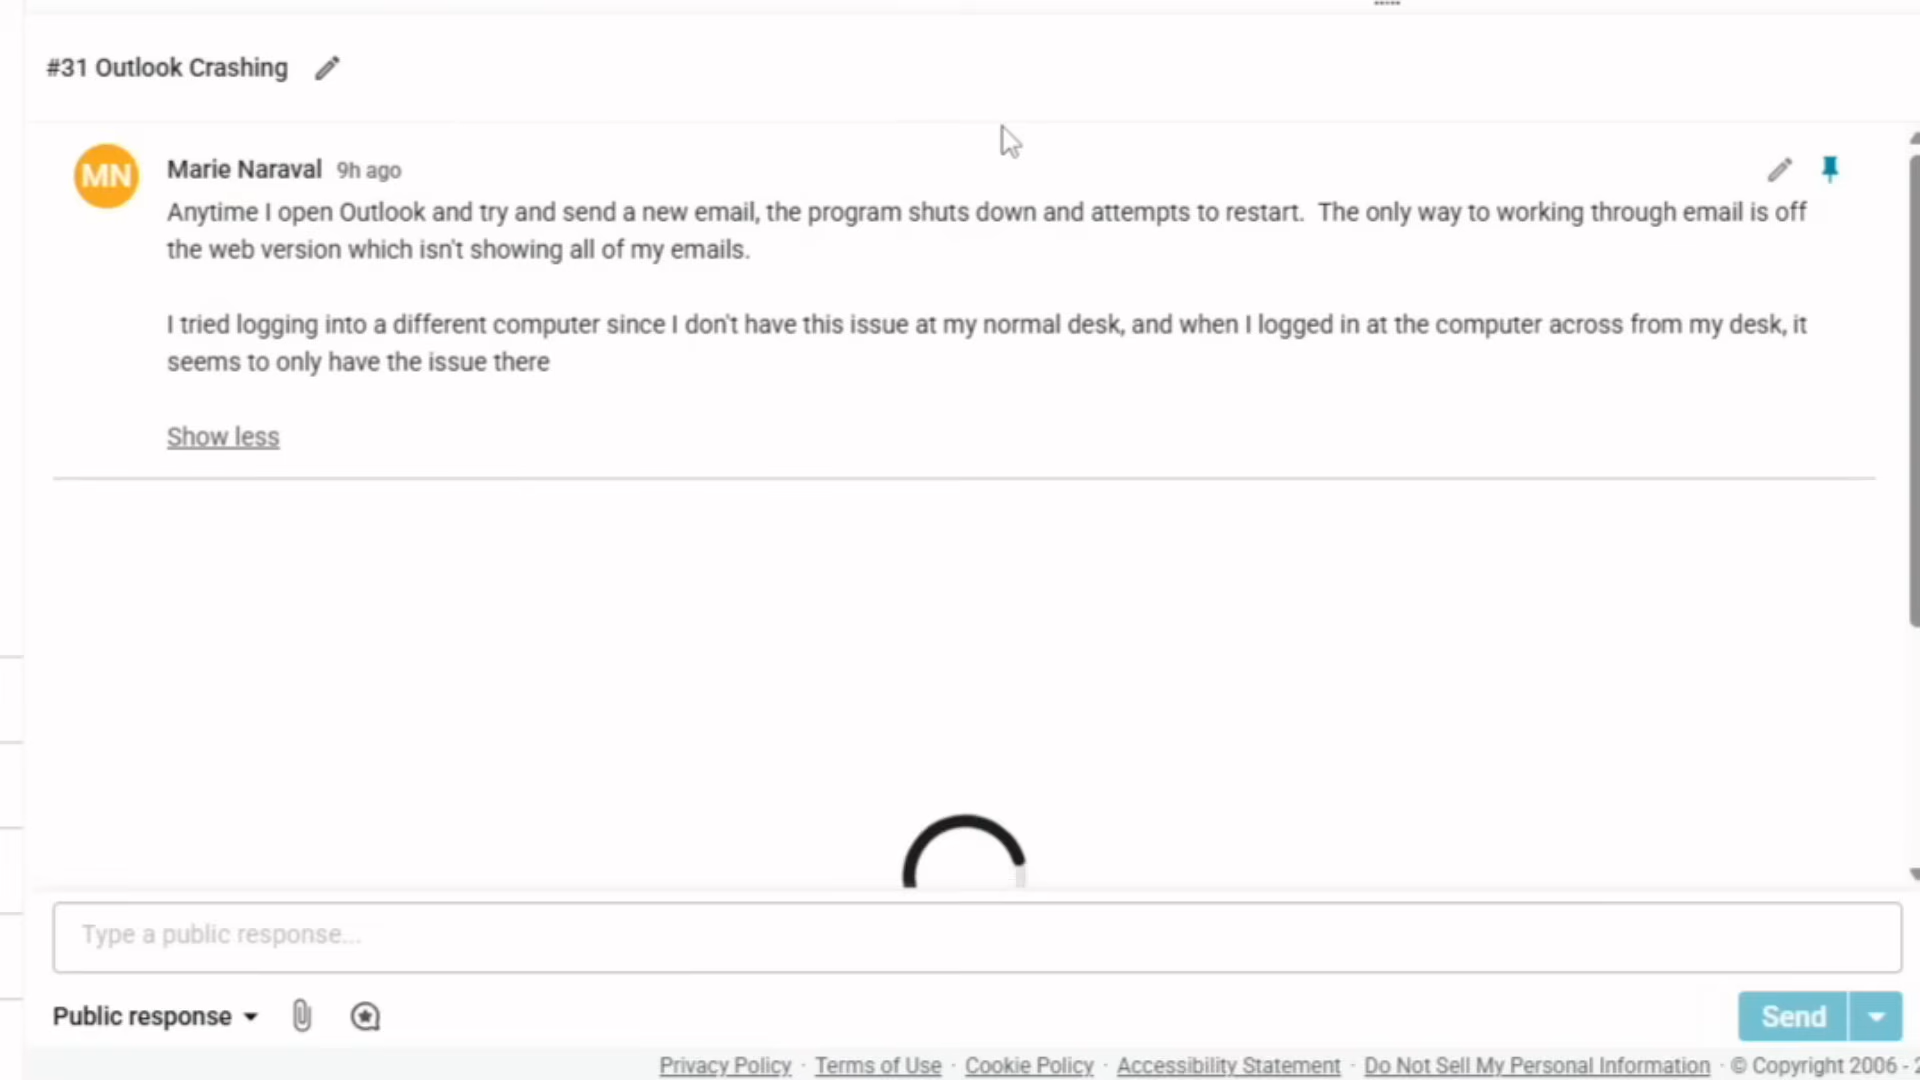 #31 Outlook Crashing
MN
Marie Naraval 9h ago
Anytime I open Outlook and try and send a new email, the program shuts down and attempts to restart.  The only way to working through email is off
the web version which isn't showing all of my emails.
I tried logging into a different computer since I don't have this issue at my normal desk, and when I logged in at the computer across from my desk, it
seems to only have the issue there
Show less
Type a public response...
Public response
Send
Privacy Policy · Terms of Use · Cookie Policy · Accessibility Statement · Do Not Sell My Personal Information · © Copyright 2006 -